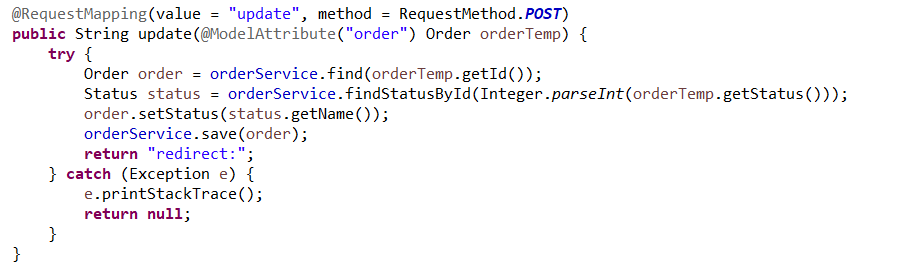 @RequestMapping(value = "update", method = RequestMethod.POST)
public String update(@ModelAttribute("order") Order orderTemp) {
    try {
        Order order = orderService.find(orderTemp.getId());
        Status status = orderService.findStatusById(Integer.parseInt(orderTemp.getStatus()));
        order.setStatus(status.getName());
        orderService.save(order);
        return "redirect:";
    } catch (Exception e) {
        e.printStackTrace();
        return null;
    }
}